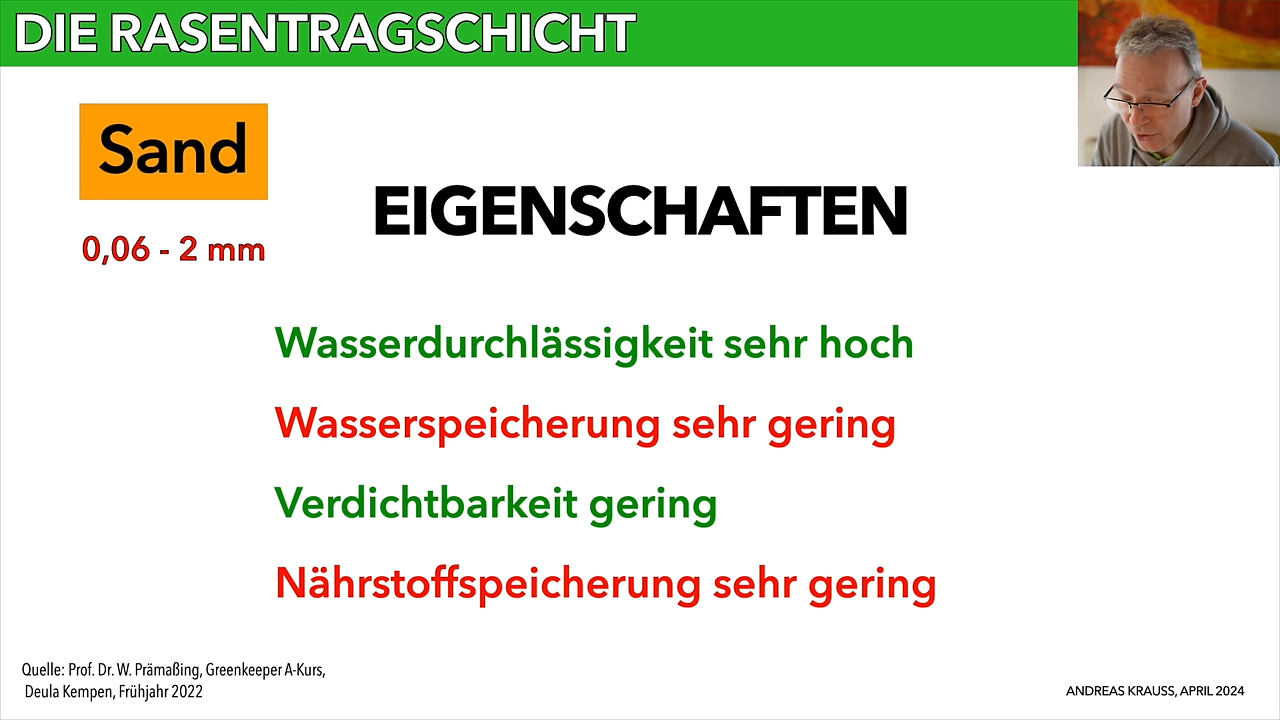 DIE RASENTRAGSCHICHT
Sand
0,06 - 2 mm
EIGENSCHAFTEN
Wasserdurchlässigkeit sehr hoch
Wasserspeicherung sehr gering
Verdichtbarkeit gering
Nährstoffspeicherung sehr gering
Quelle: Prof. Dr. W. Prämaßing, Greenkeeper A-Kurs,
Deula Kempen, Frühjahr 2022
ANDREAS KRAUSS, APRIL 2024